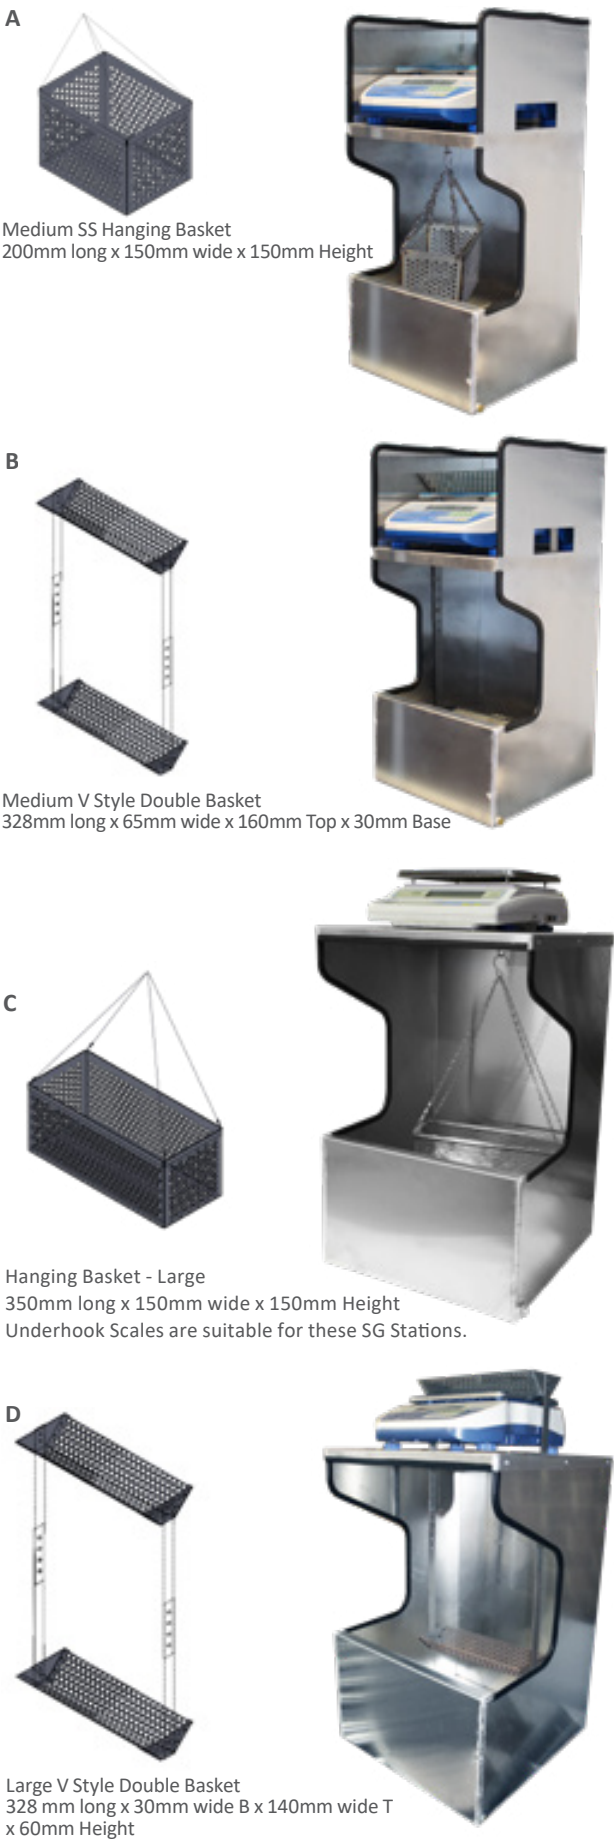 A
Medium SS Hanging Basket
200mm long x 150mm wide x 150mm Height
B
Medium V Style Double Basket
328mm long x 65mm wide x 160mm Top x 30mm Base
C
Hanging Basket - Large
350mm long x 150mm wide x 150mm Height
Underhook Scales are suitable for these SG Stations.
D
Large V Style Double Basket
328 mm long x 30mm wide B x 140mm wide T
x 60mm Height